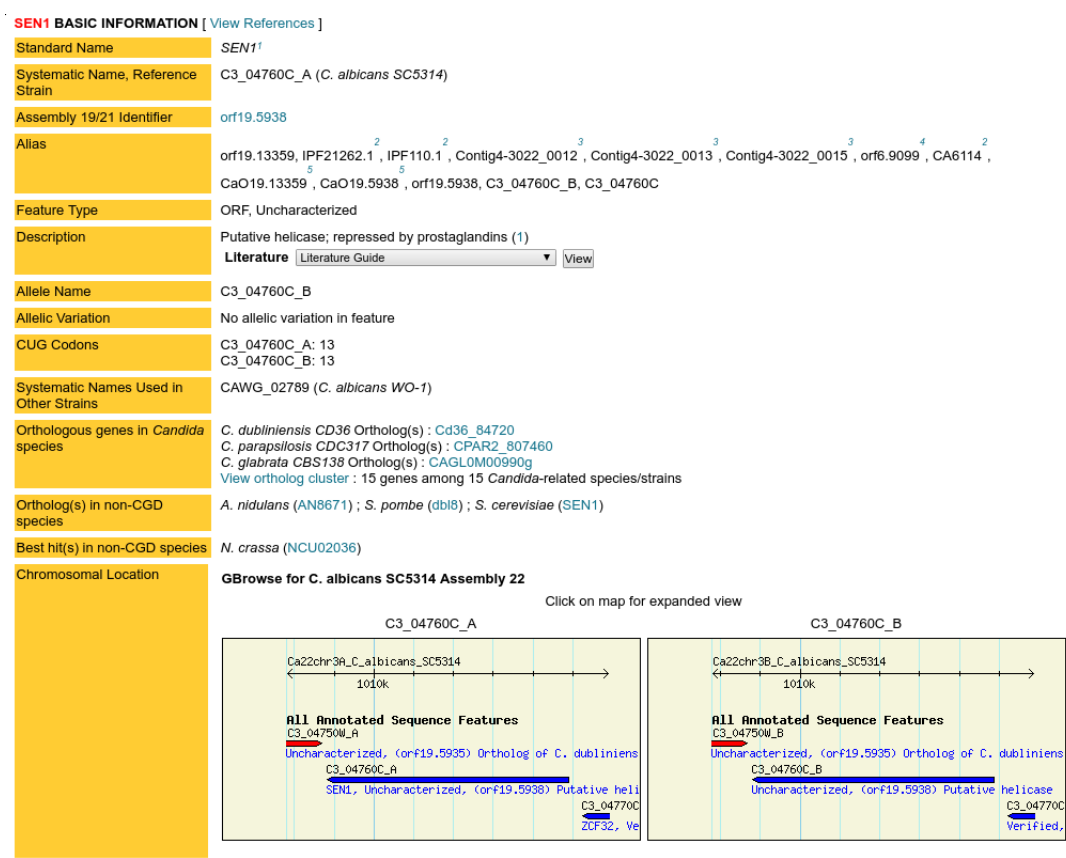 SEN1 BASIC INFORMATION [ View References ]
Standard Name SEN1 1
Systematic Name, Reference Strain C3_04760C_A (C. albicans SC5314)
Assembly 19/21 Identifier orf19.5938
Alias
orf19.13359, IPF21262.1 2 , IPF110.1 2 , Contig4-3022_0012 3 , Contig4-3022_0013 3 , Contig4-3022_0015 3 , orf6.9099 4 , CA6114 2 ,
CaO19.13359 5 , CaO19.5938 5 , orf19.5938, C3_04760C_B, C3_04760C
Feature Type ORF, Uncharacterized
Description Putative helicase; repressed by prostaglandins (1)
Literature Literature Guide ▼ View
Allele Name C3_04760C_B
Allelic Variation No allelic variation in feature
CUG Codons C3_04760C_A: 13
C3_04760C_B: 13
Systematic Names Used in Other Strains CAWG_02789 (C. albicans WO-1)
Orthologous genes in Candida species
C. dubliniensis CD36 Ortholog(s) : Cd36_84720
C. parapsilosis CDC317 Ortholog(s) : CPAR2_807460
C. glabrata CBS138 Ortholog(s) : CAGL0M00990g
View ortholog cluster : 15 genes among 15 Candida-related species/strains
Ortholog(s) in non-CGD species A. nidulans (AN8671) ; S. pombe (dbl8) ; S. cerevisiae (SEN1)
Best hit(s) in non-CGD species N. crassa (NCU02036)
Chromosomal Location
GBrowse for C. albicans SC5314 Assembly 22
Click on map for expanded view
C3_04760C_A
Ca22chr3A_C_albicans_SC5314
1010k
All Annotated Sequence Features
C3_04750W_A
Uncharacterized, (orf19.5935) Ortholog of C. dubliniens
C3_04760C_A
SEN1, Uncharacterized, (orf19.5938) Putative heli
C3_04770C
ZCF32, Ve
C3_04760C_B
Ca22chr3B_C_albicans_SC5314
1010k
All Annotated Sequence Features
C3_04750W_B
Uncharacterized, (orf19.5935) Ortholog of C. dubliniens
C3_04760C_B
Uncharacterized, (orf19.5938) Putative helicase
C3_04770C
Verified,